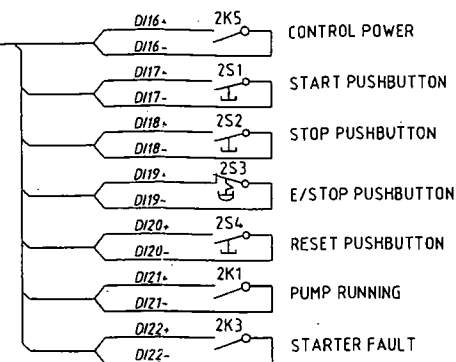 DI16+ 2K5 CONTROL POWER
DI16-
DI17+ 2S1 START PUSHBUTTON
DI17-
DI18+ 2S2 STOP PUSHBUTTON
DI18-
DI19+ 2S3 E/STOP PUSHBUTTON
DI19-
DI20+ 2S4 RESET PUSHBUTTON
DI20-
DI21+ 2K1 PUMP RUNNING
DI21-
DI22+ 2K3 STARTER FAULT
DI22-